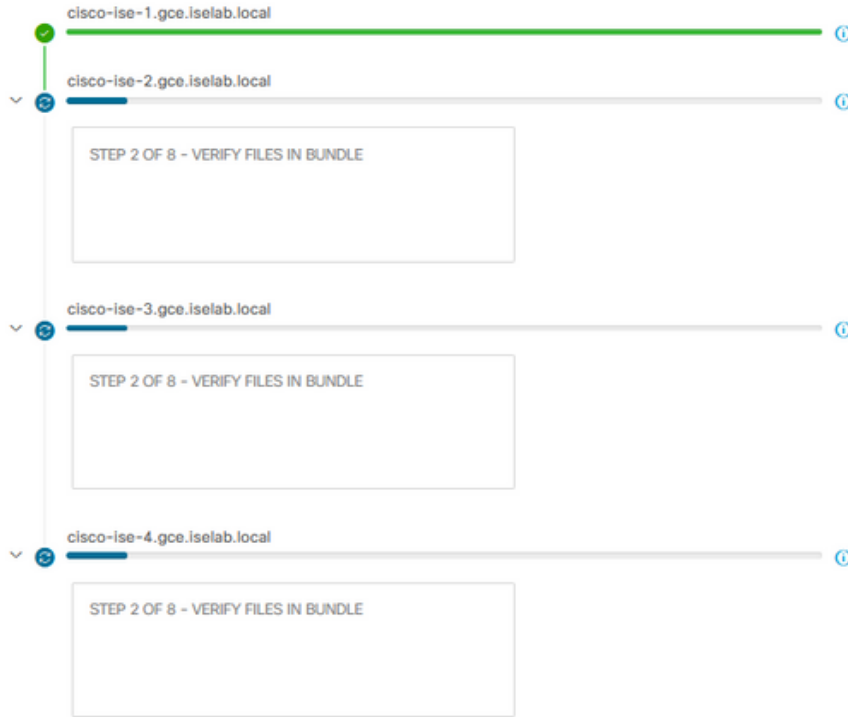 cisco-ise-1.gce.iselab.local
cisco-ise-2.gce.iselab.local
STEP 2 OF 8 - VERIFY FILES IN BUNDLE
cisco-ise-3.gce.iselab.local
STEP 2 OF 8 - VERIFY FILES IN BUNDLE
cisco-ise-4.gce.iselab.local
STEP 2 OF 8 - VERIFY FILES IN BUNDLE